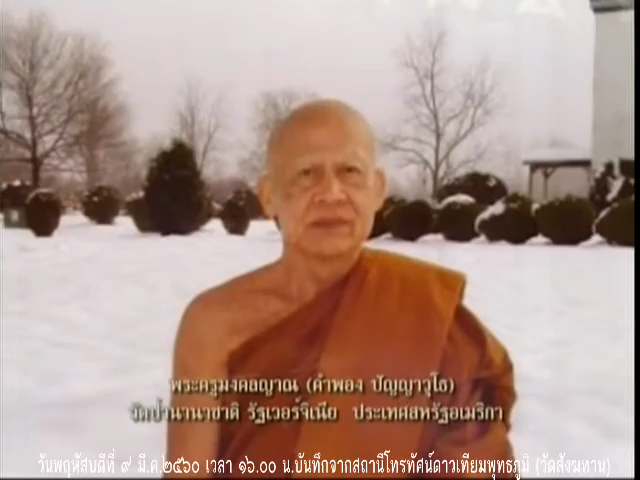 พระครูมงคลญาณ (คำพอง ปัญญาวุโธ)
วัดป่านานาชาติ รัฐเวอร์จิเนีย ประเทศสหรัฐอเมริกา
วันพฤหัสบดีที่ ๙ มี.ค.๒๕๖๐ เวลา ๑๖.๐๐ น.บันทึกจากสถานีโทรทัศน์ดาวเทียมพุทธภูมิ (วัดสังฆทาน)